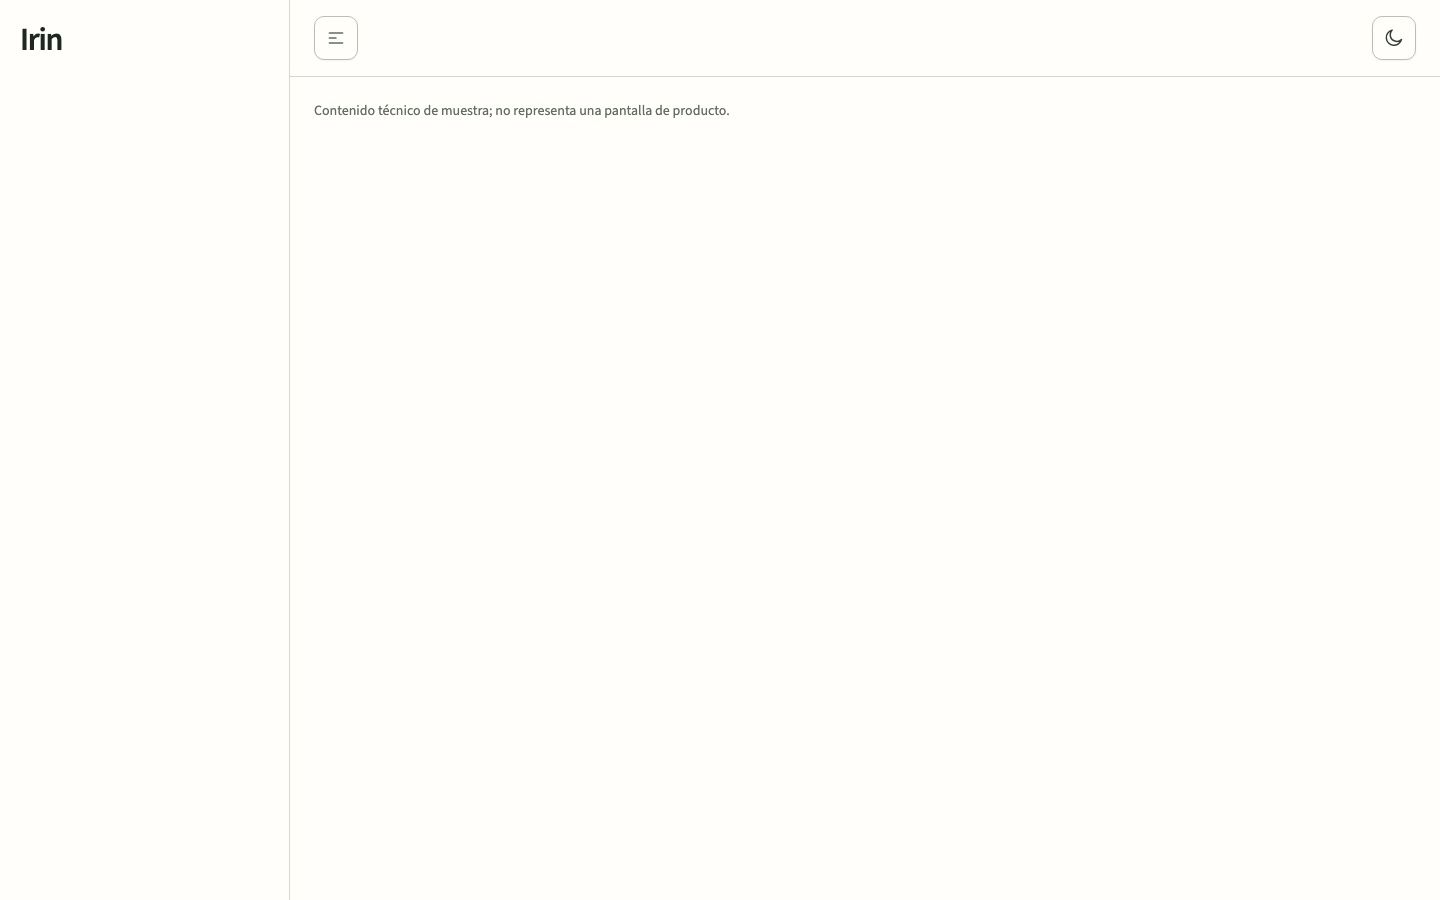 Irin
Contenido técnico de muestra; no representa una pantalla de producto.